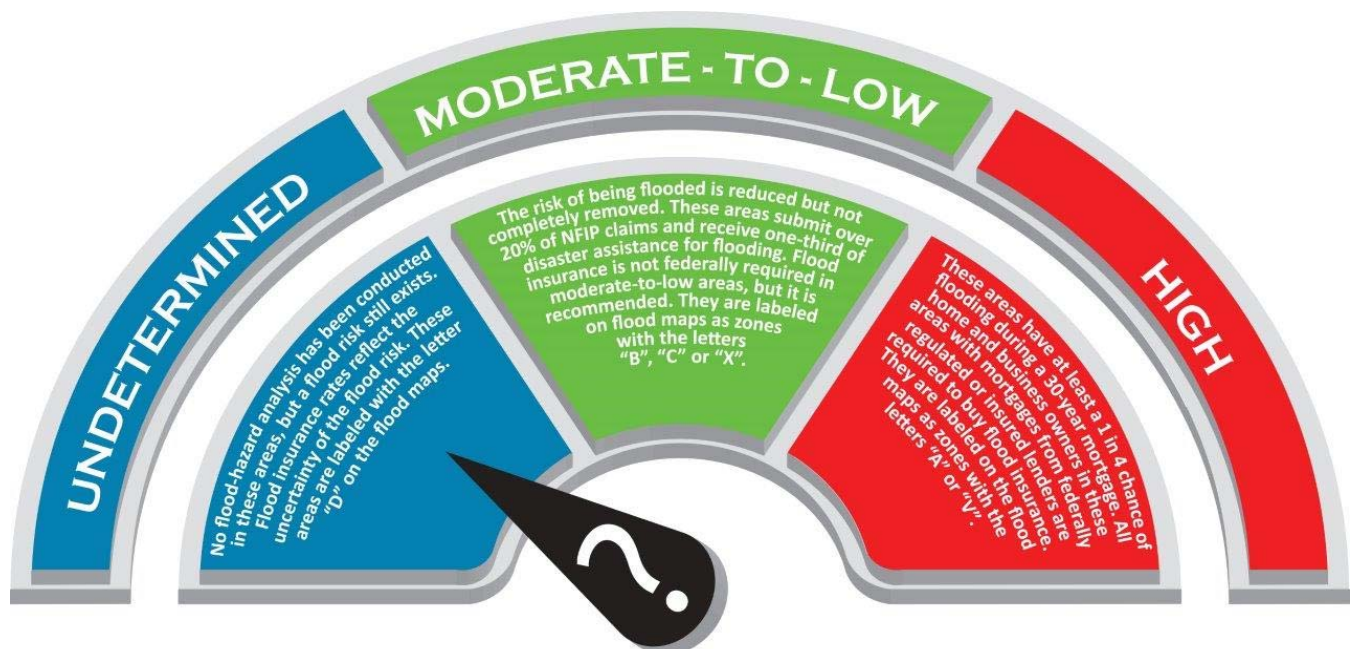 UNDETERMINED
MODERATE - TO - LOW
HIGH
No flood-hazard analysis has been conducted
in these areas, but a flood risk still exists.
Flood insurance rates reflect the
uncertainty of the flood risk. These
areas are labeled with the letter
“D” on the flood maps.
The risk of being flooded is reduced but not
completely removed. These areas submit over
20% of NFIP claims and receive one-third of
disaster assistance for flooding. Flood
insurance is not federally required in
moderate-to-low areas, but it is
recommended. They are labeled
on flood maps as zones
with the letters
“B”, “C” or “X”.
These areas have at least a 1 in 4 chance of
flooding during a 30-year mortgage. All
home and business owners in these
areas with mortgages from federally
regulated or insured lenders are
required to buy flood insurance.
They are labeled on the flood
maps as zones with the
letters “A” or “V”.
?